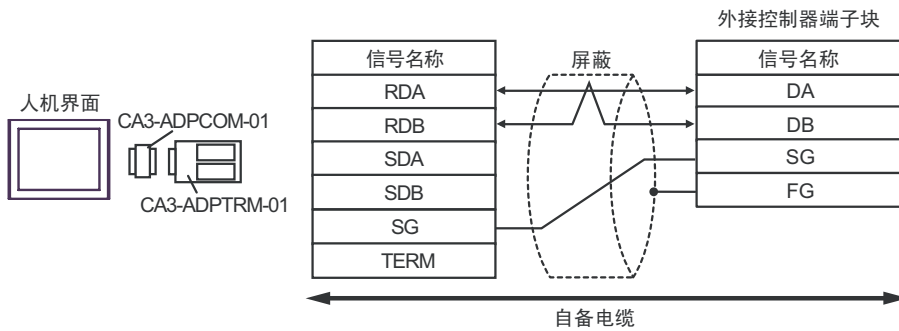 外接控制器端子块
信号名称
屏蔽
信号名称
RDA
DA
人机界面
CA3-ADPCOM-01
RDB
DB
SDA
SG
SDB
FG
CA3-ADPTRM-01
SG
TERM
自备电缆